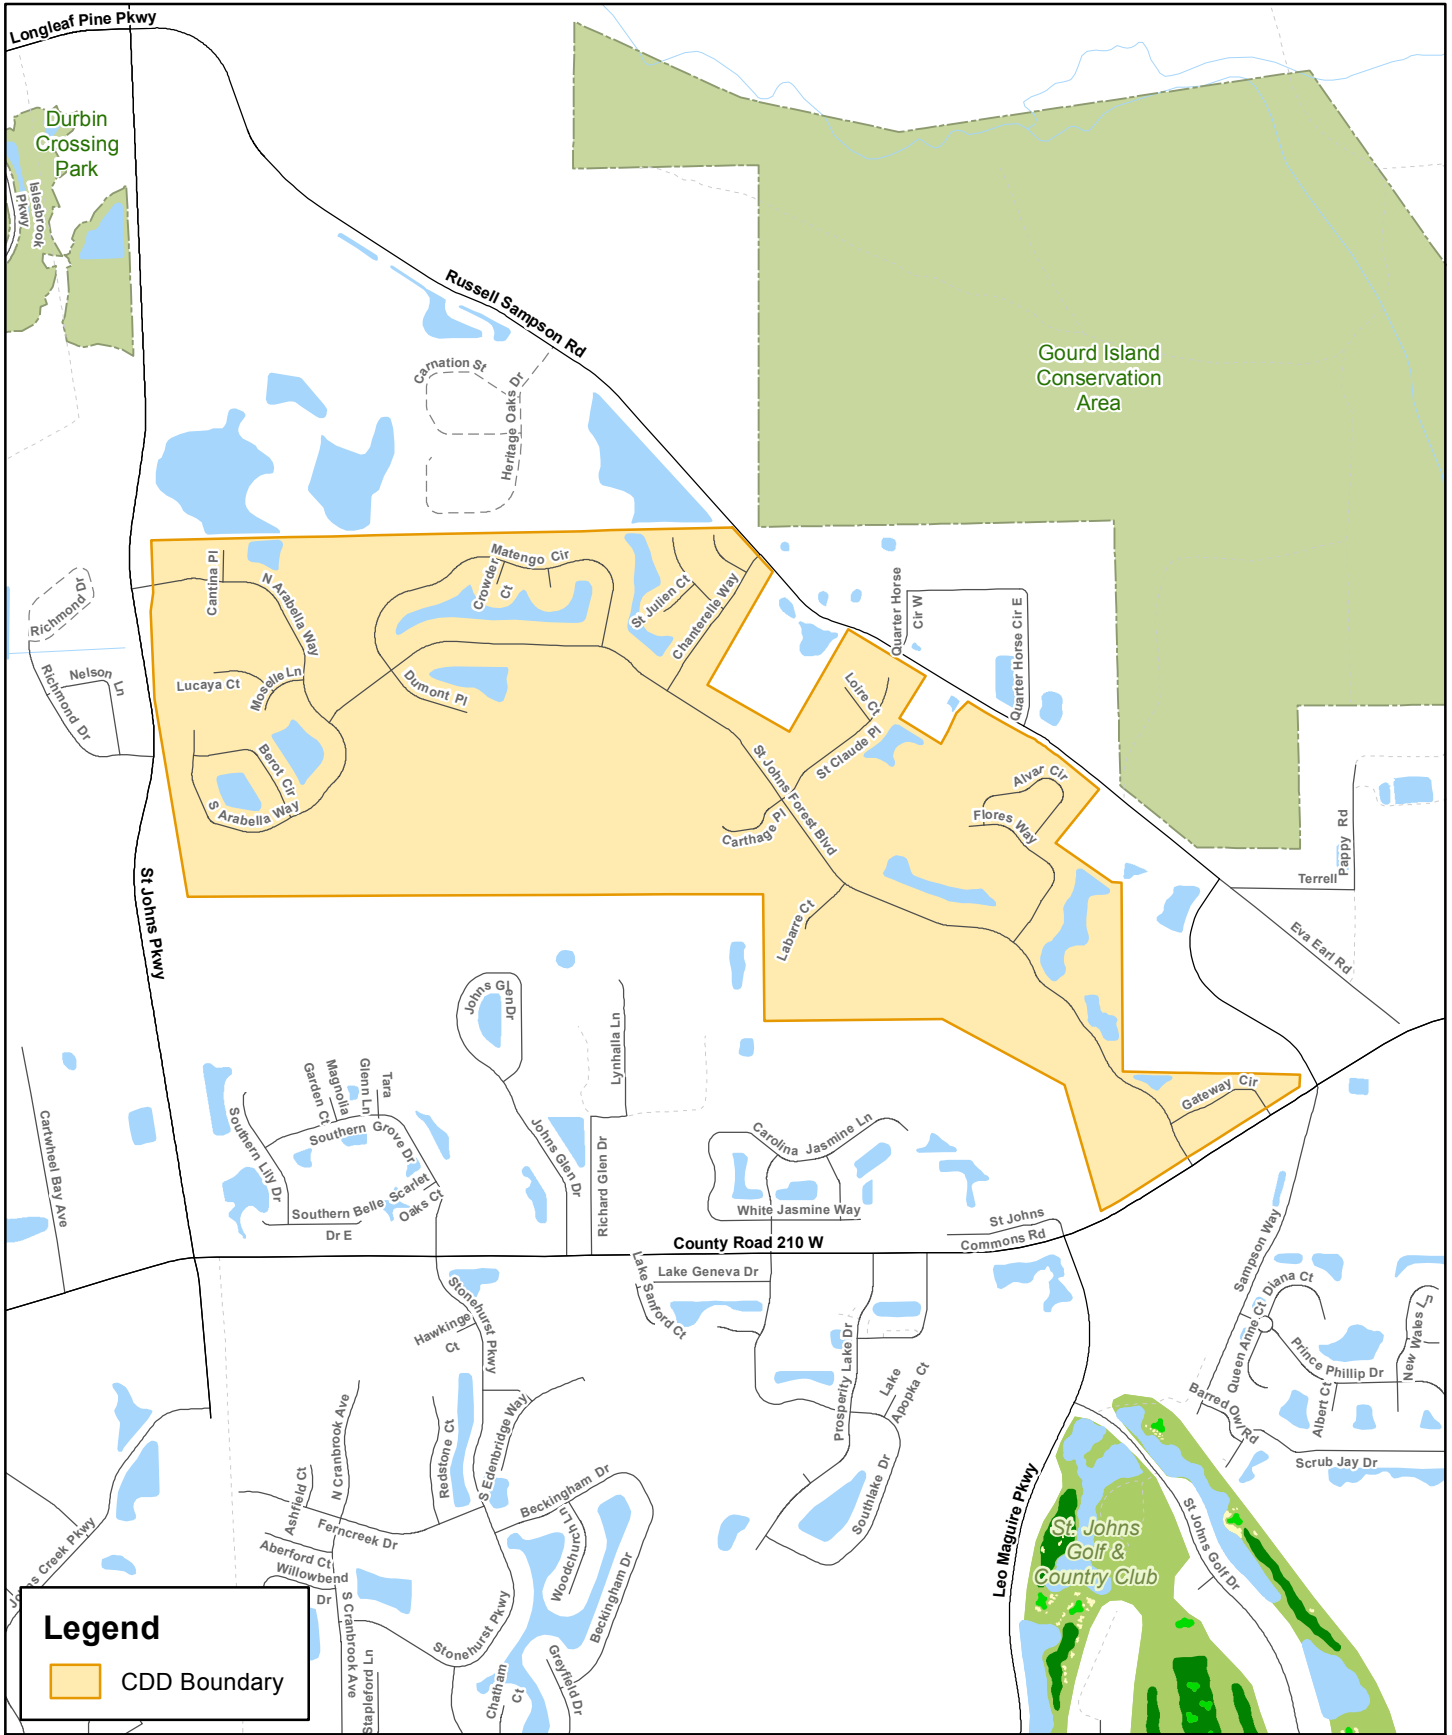 Longleaf Pine Pkwy
Durbin
Crossing
Park
Islesbrook
Pkwy
Russell Sampson Rd
Carnation St
Heritage Oaks Dr
Gourd Island
Conservation
Area
Richmond Dr
Cantina Pl
N Arabella Way
Matengo Cir
Crowder
Ct
St Julien Ct
Chanterelle Way
Quarter Horse
Cir W
Quarter Horse Cir E
Nelson
Ln
Richmond Dr
Lucaya Ct
Moselle Ln
Dumont Pl
Loire Ct
St Claude Pl
Berot Cir
S Arabella Way
St Johns Forest Blvd
Carthage Pl
Alvar Cir
Flores Way
Pappy Rd
Terrell
Eva Earl Rd
St Johns Pkwy
Labarre Ct
Johns Glen Dr
Lynhalla Ln
Cartwheel Bay Ave
Garden Ct
Magnolia
Glenn Ln
Tara
Southern Lily Dr
Southern Grove Dr
Southern Belle
Dr E
Scarlet
Oaks Ct
Johns Glen Dr
Richard Glen Dr
Carolina Jasmine Ln
White Jasmine Way
Gateway Cir
County Road 210 W
St Johns
Commons Rd
Sampson Way
Lake Geneva Dr
Lake Sanford Ct
Stonehurst Pkwy
Hawkinge
Ct
Prosperity Lake Dr
Lake
Apopka Ct
Diana Ct
Queen Anne Ct
Prince Phillip Dr
New Wales Ln
Albert Ct
Barred Owl Rd
Scrub Jay Dr
N Cranbrook Ave
Ashfield Ct
Redstone Ct
S Edenbridge Way
Beckingham Dr
Ferncreek Dr
Aberford Ct
Willowbend
Dr
Woodchurch Ln
Beckingham Dr
Southlake Dr
Leo Maguire Pkwy
St. Johns
Golf &
Country Club
St Johns Golf Dr
S Cranbrook Ave
Stapleford Ln
Stonehurst Pkwy
Chatham
Ct
Greyfield Dr
Creek Pkwy
Legend
CDD Boundary